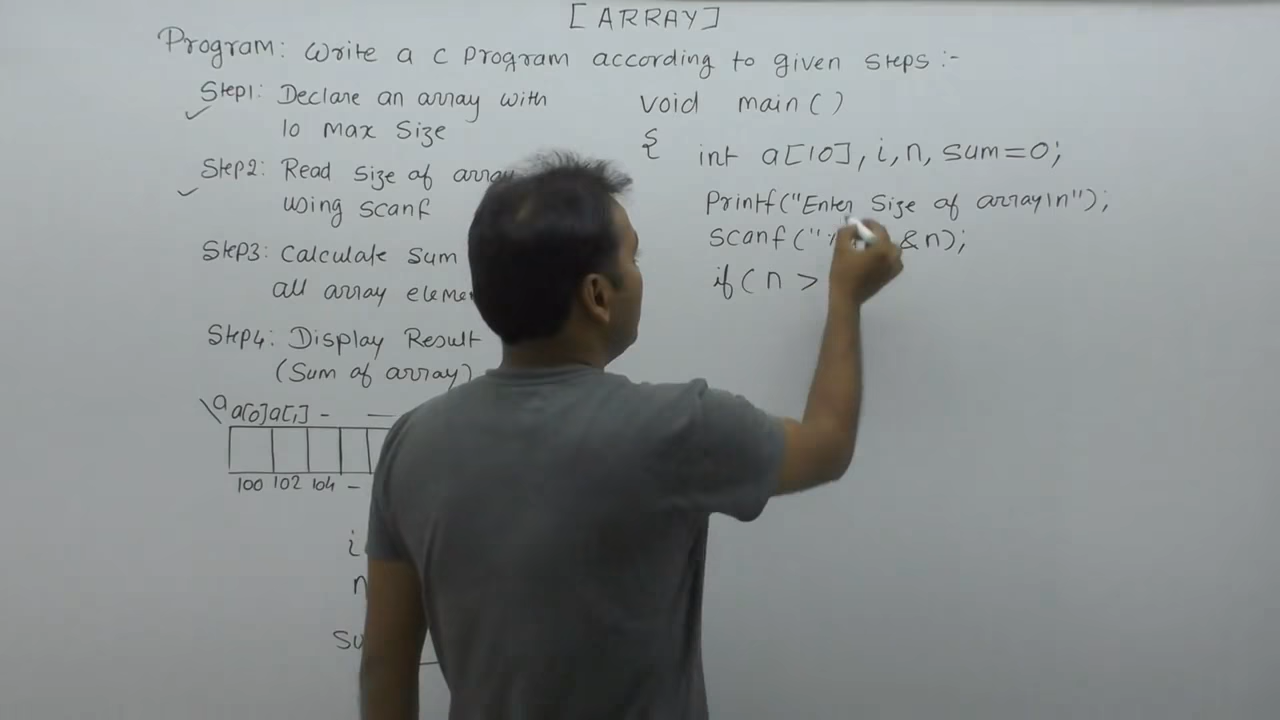 [ARRAY]
Program: Write a C program according to given steps :-
Step1: Declare an array with
10 max size
Step2: Read size of array
using scanf
Step3: Calculate sum
all array
Step4: Display Result
(Sum of array)
a
a[0] a[1] - —
100 102 104 -
i
n
void main()
{
int a[10], i, n, sum=0;
Printf("Enter Size of array\n");
Scanf(" &n);
if(n >